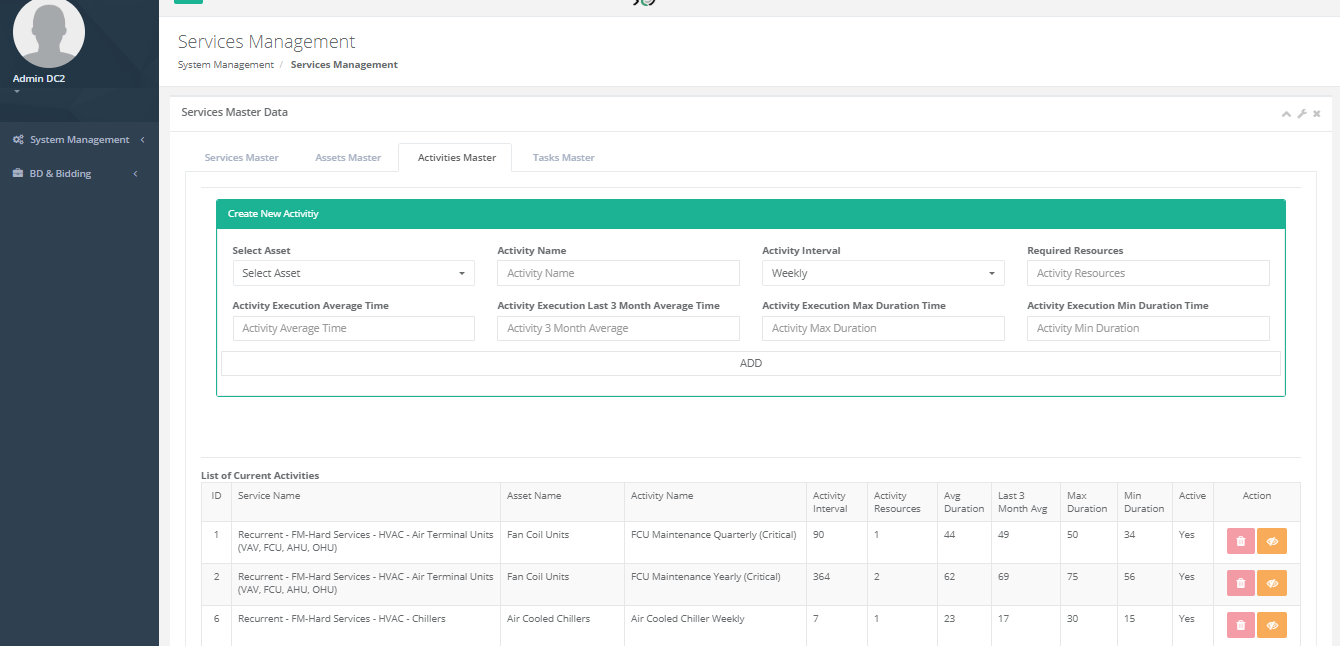 Services Management
System Management / Services Management
Admin DC2
System Management
BD & Bidding
Services Master Data
Services Master Assets Master Activities Master Tasks Master
Create New Activitiy
Select Asset Activity Name Activity Interval Required Resources
Select Asset Activity Name Weekly Activity Resources
Activity Execution Average Time Activity Execution Last 3 Month Average Time Activity Execution Max Duration Time Activity Execution Min Duration Time
Activity Average Time Activity 3 Month Average Activity Max Duration Activity Min Duration
ADD
List of Current Activities
ID Service Name Asset Name Activity Name Activity Interval Activity Resources Avg Duration Last 3 Month Avg Max Duration Min Duration Active Action
1 Recurrent - FM-Hard Services - HVAC - Air Terminal Units (VAV, FCU, AHU, OHU) Fan Coil Units FCU Maintenance Quarterly (Critical) 90 1 44 49 50 34 Yes
2 Recurrent - FM-Hard Services - HVAC - Air Terminal Units (VAV, FCU, AHU, OHU) Fan Coil Units FCU Maintenance Yearly (Critical) 364 2 62 69 75 56 Yes
6 Recurrent - FM-Hard Services - HVAC - Chillers Air Cooled Chillers Air Cooled Chiller Weekly 7 1 23 17 30 15 Yes